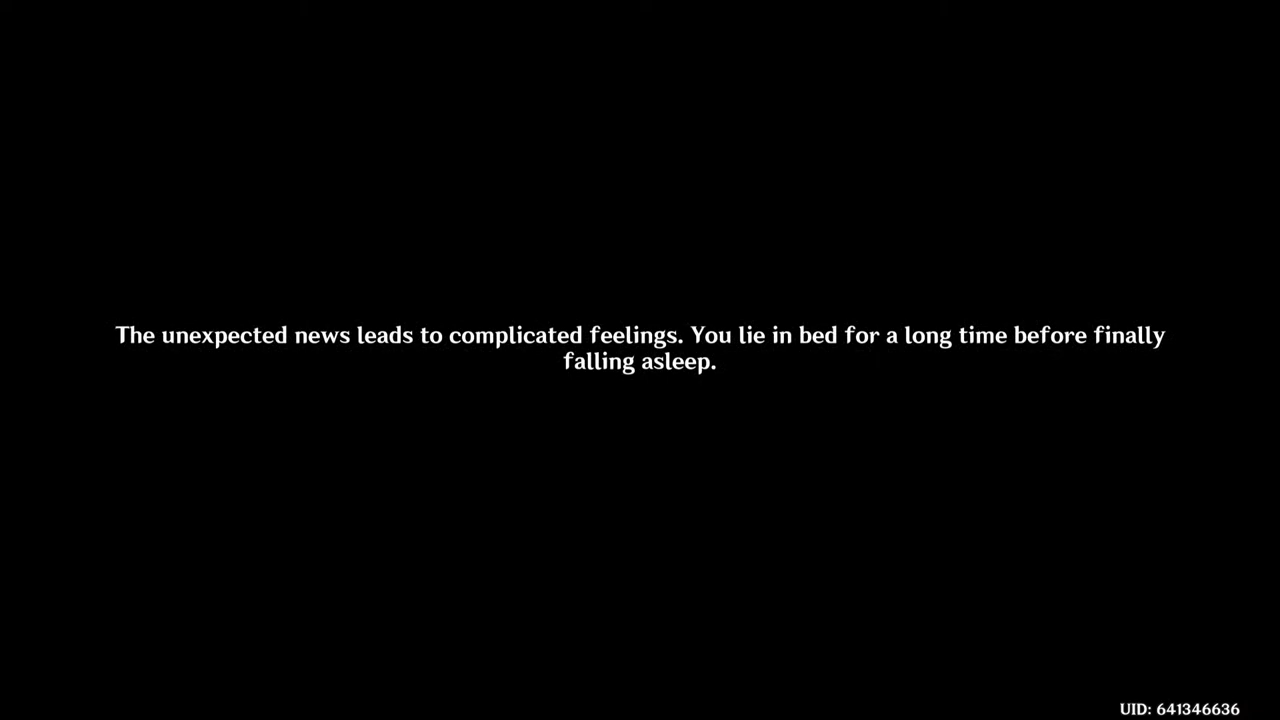 The unexpected news leads to complicated feelings. You lie in bed for a long time before finally
falling asleep.
UID: 641346636